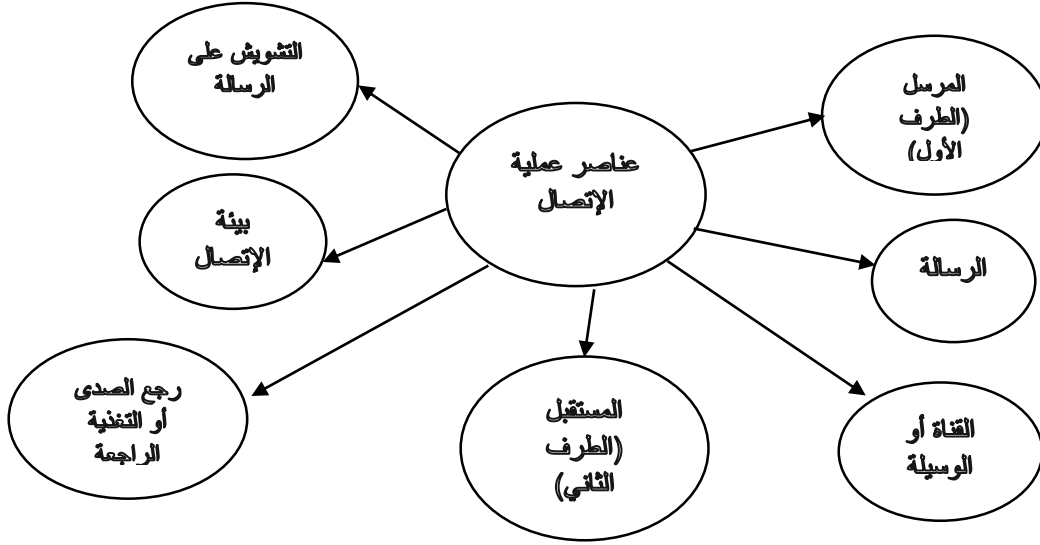 عناصر عملية
الإتصال
المرسل
(الطرف
الأول)
الرسالة
القناة أو
الوسيلة
المستقبل
(الطرف
الثاني)
رجع الصدى
أو التغذية
الراجعة
بيئة
الإتصال
التشويش على
الرسالة